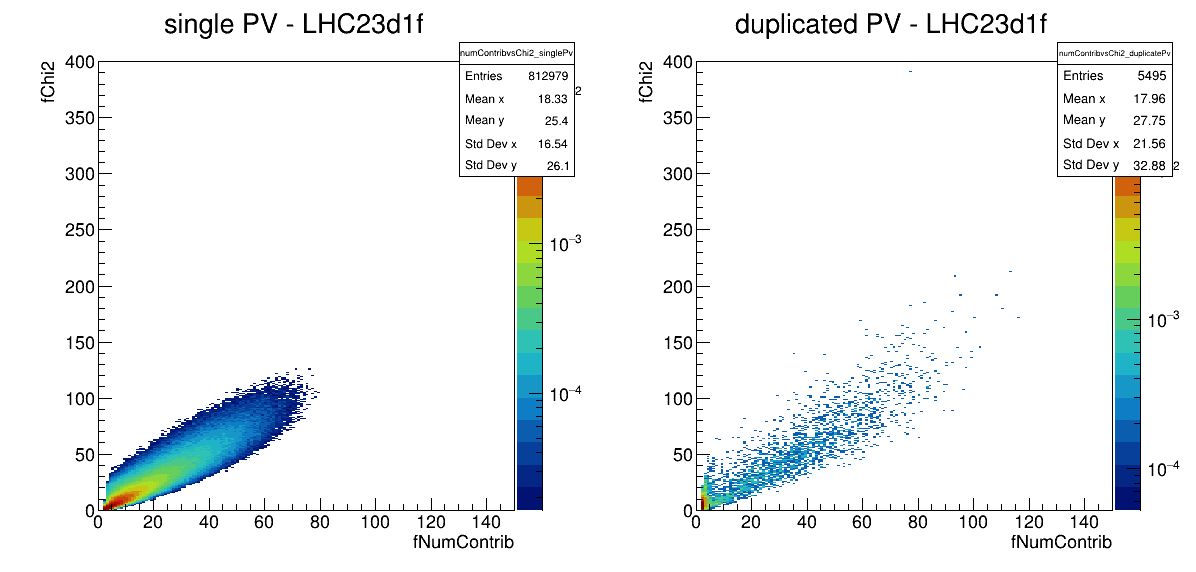 single PV - LHC23d1f
numContribvsChi2_singlePv
Entries 812979
Mean x 18.33
Mean y 25.4
Std Dev x 16.54
Std Dev y 26.1
fChi2
400
350
300
250
200
150
100
50
0
0 20 40 60 80 100 120 140
fNumContrib
2
10⁻³
10⁻⁴
duplicated PV - LHC23d1f
numContribvsChi2_duplicatePv
Entries 5495
Mean x 17.96
Mean y 27.75
Std Dev x 21.56
Std Dev y 32.88
fChi2
400
350
300
250
200
150
100
50
0
0 20 40 60 80 100 120 140
fNumContrib
2
10⁻³
10⁻⁴